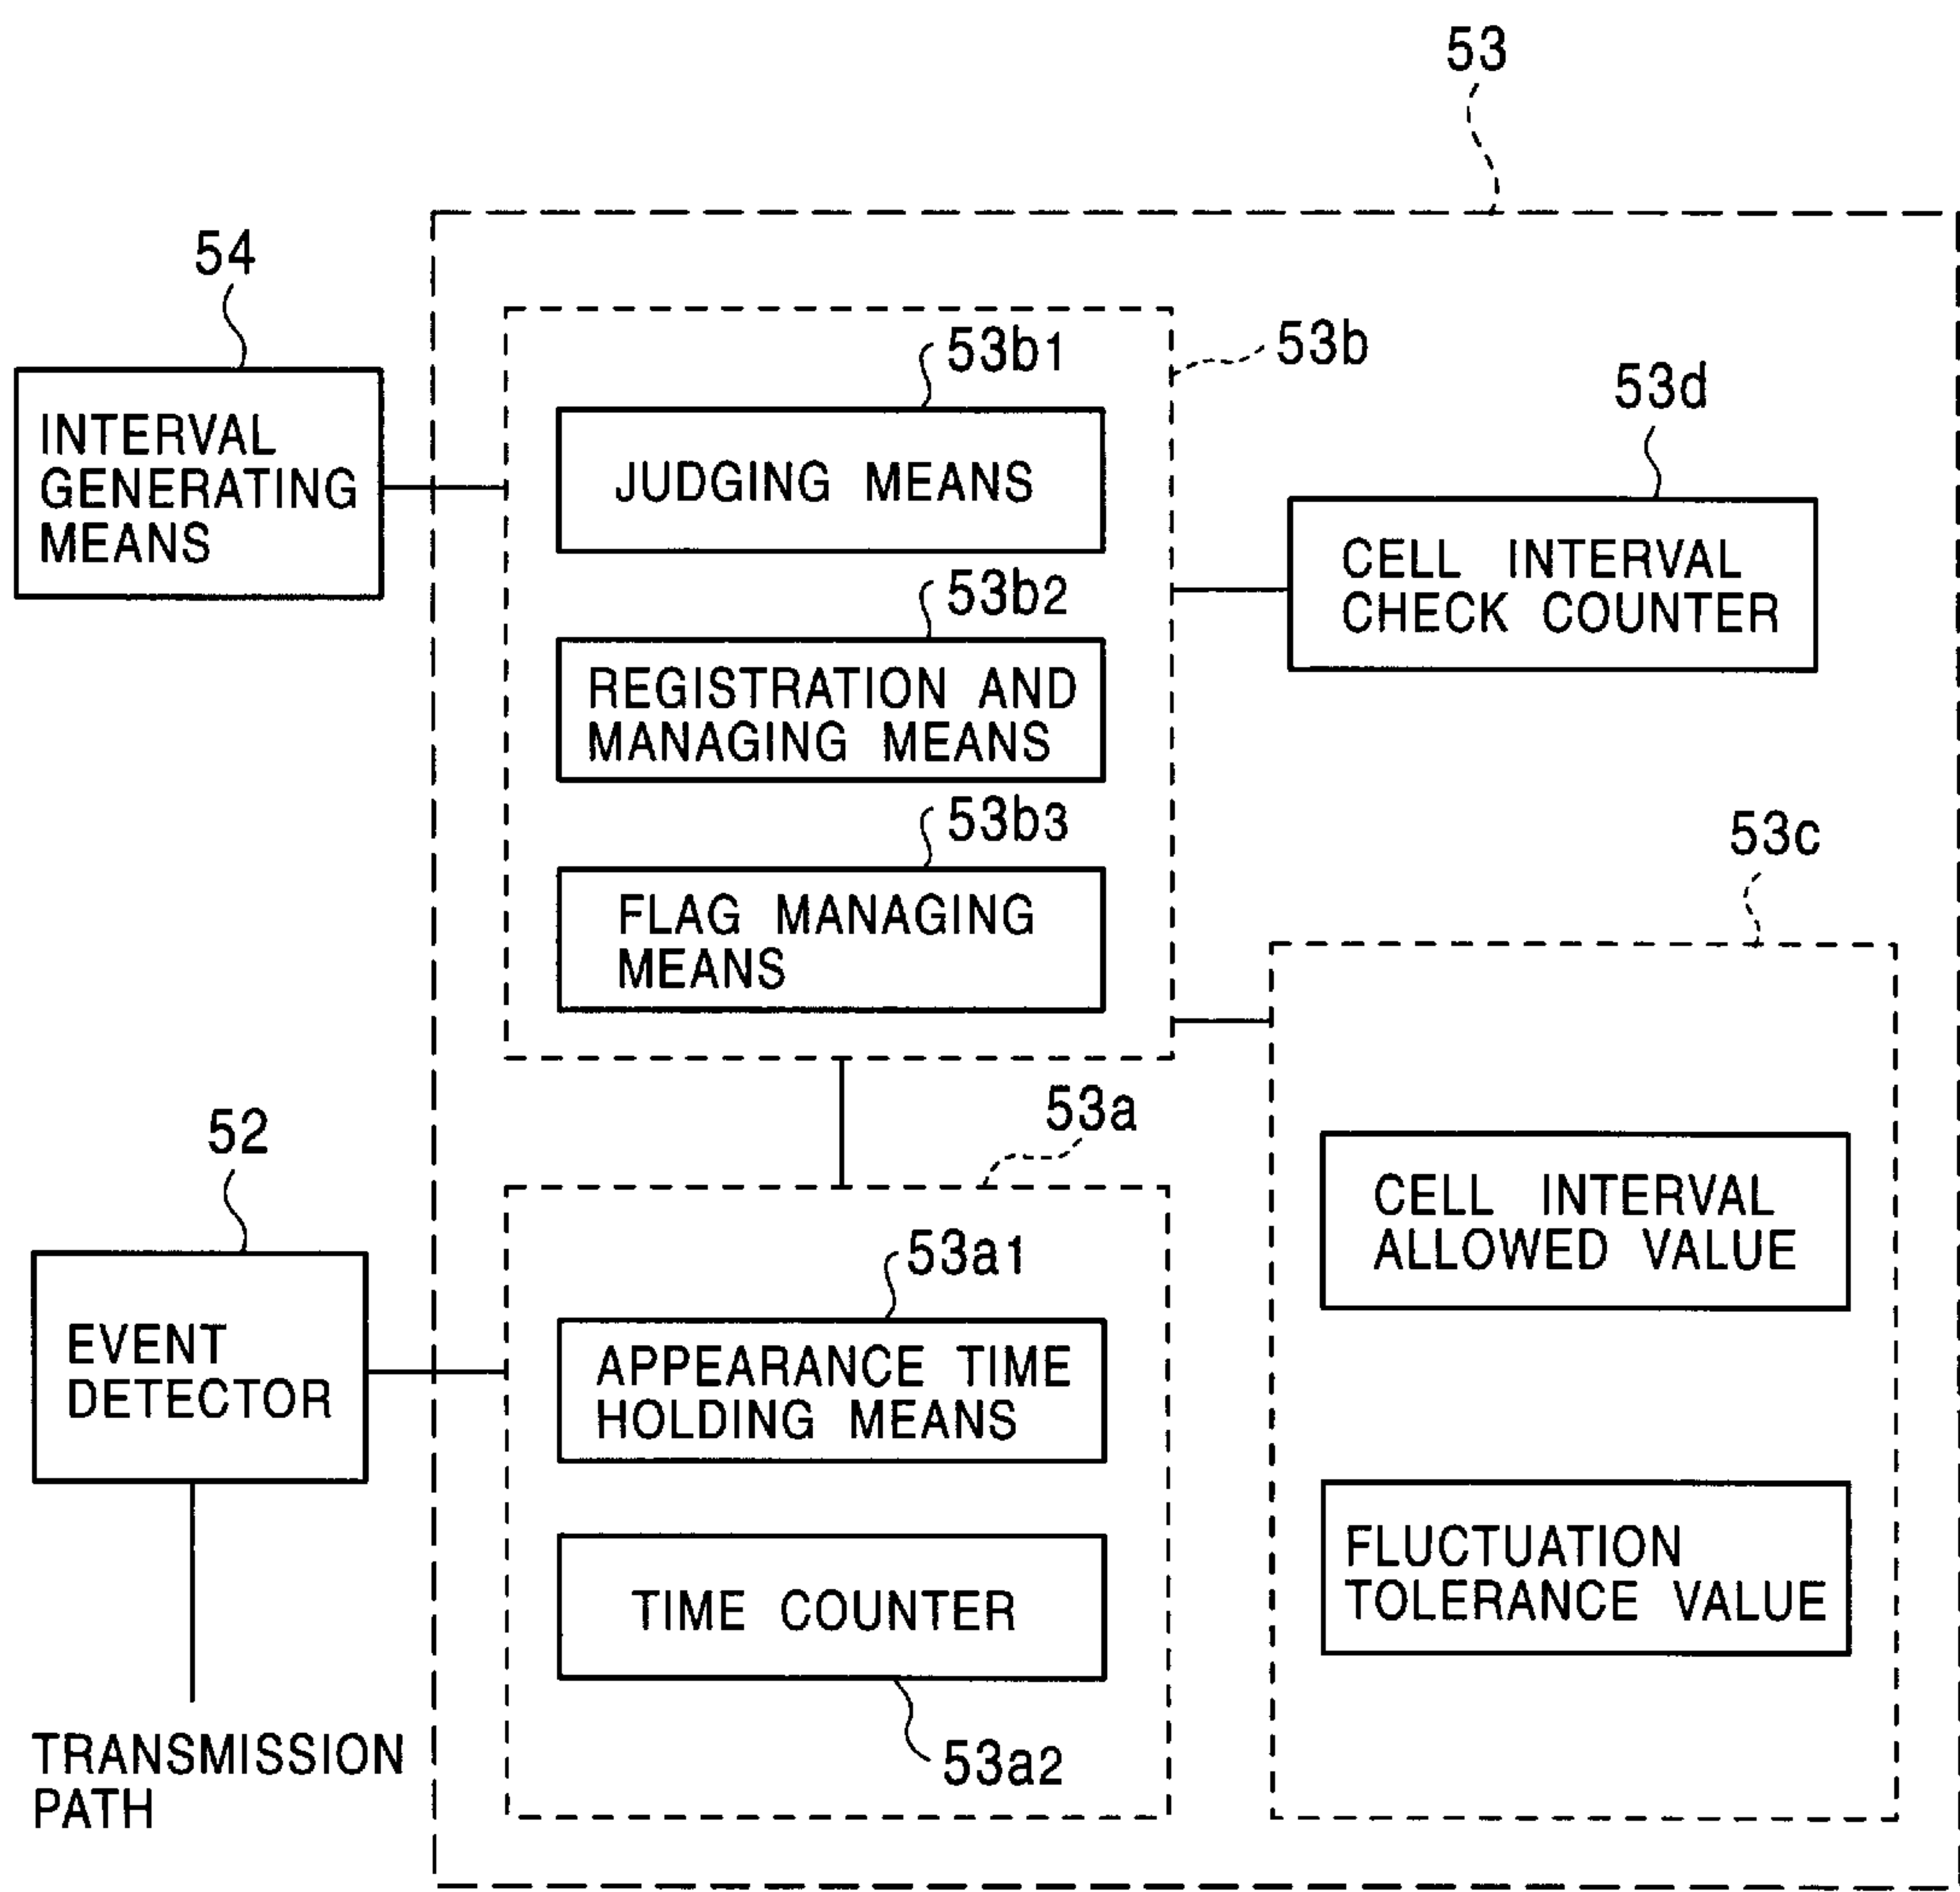 53
54
INTERVAL
GENERATING
MEANS
53b
53b1
JUDGING MEANS
53b2
REGISTRATION AND
MANAGING MEANS
53b3
FLAG MANAGING
MEANS
53d
CELL INTERVAL
CHECK COUNTER
53c
CELL INTERVAL
ALLOWED VALUE
FLUCTUATION
TOLERANCE VALUE
52
EVENT
DETECTOR
TRANSMISSION
PATH
53a
53a1
APPEARANCE TIME
HOLDING MEANS
TIME COUNTER
53a2